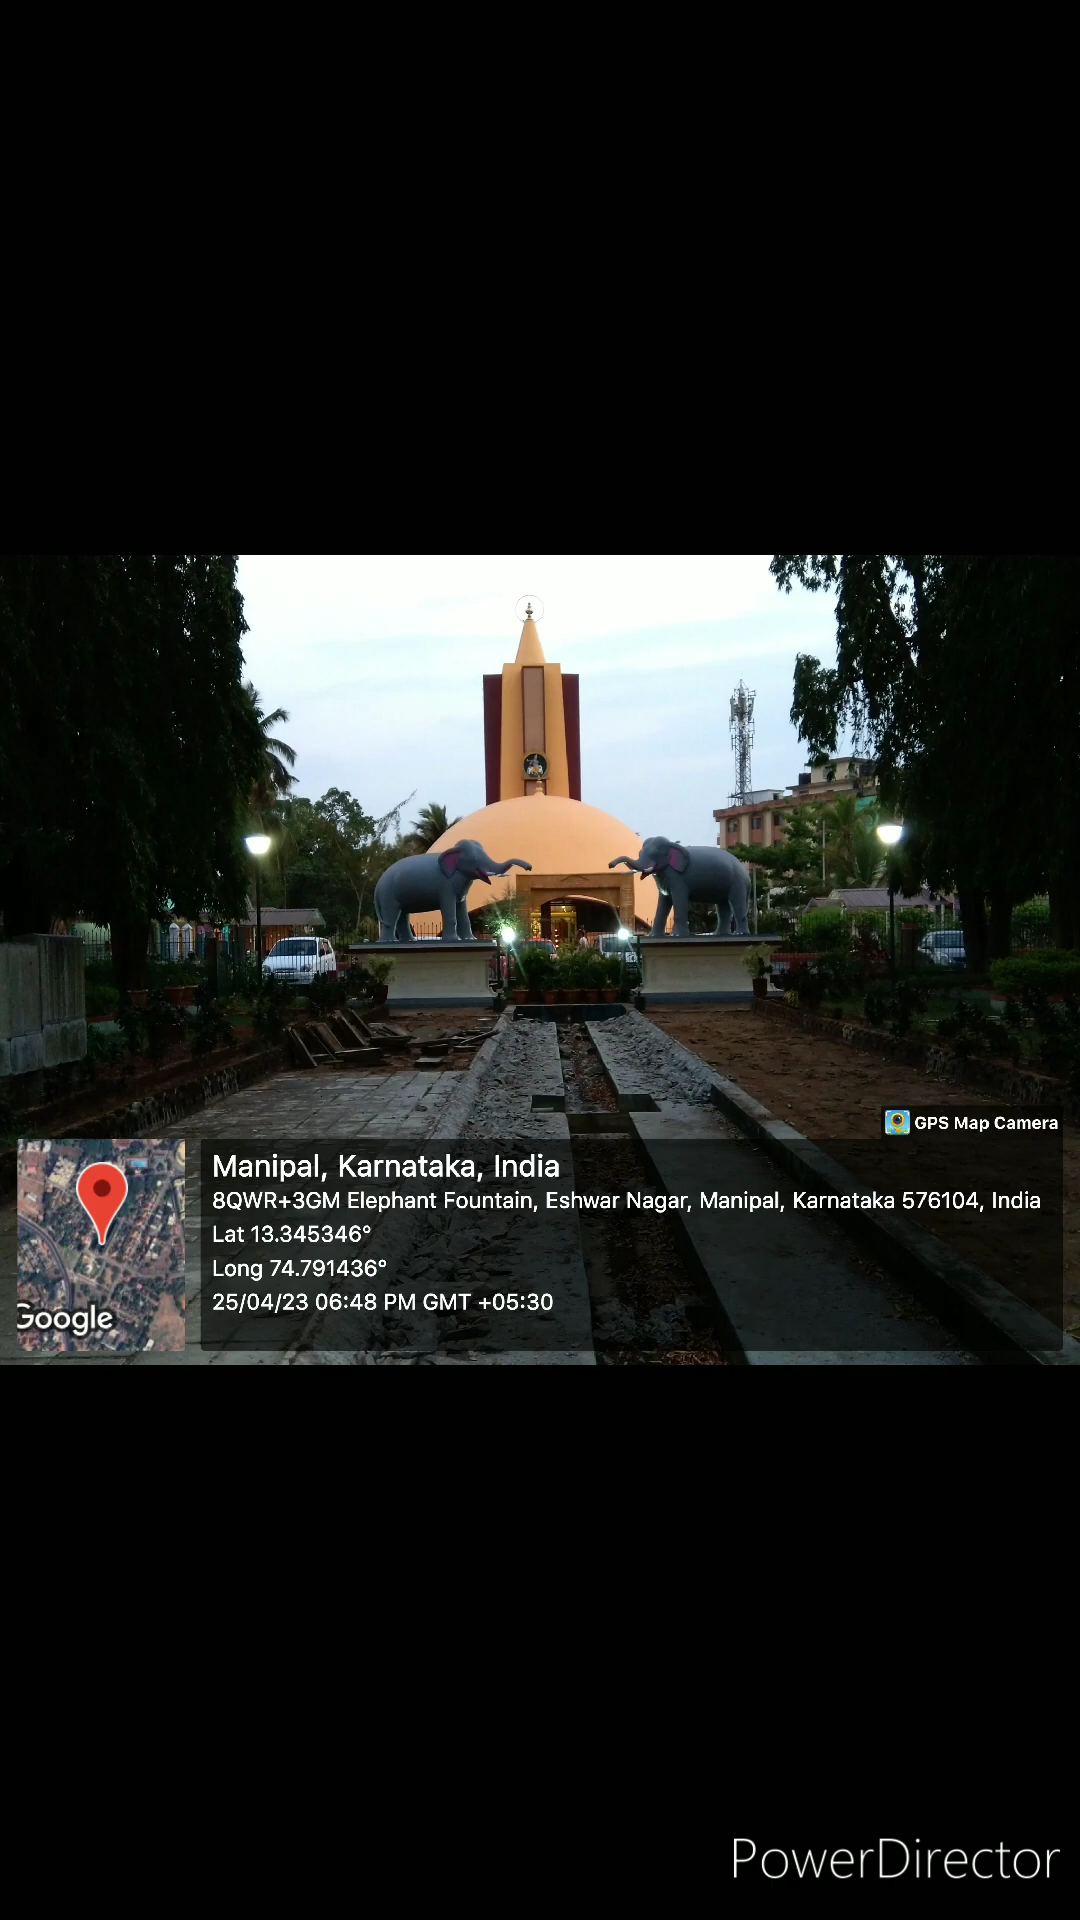 GPS Map Camera
Manipal, Karnataka, India
8QWR+3GM Elephant Fountain, Eshwar Nagar, Manipal, Karnataka 576104, India
Lat 13.345346°
Long 74.791436°
25/04/23 06:48 PM GMT +05:30
Google
PowerDirector